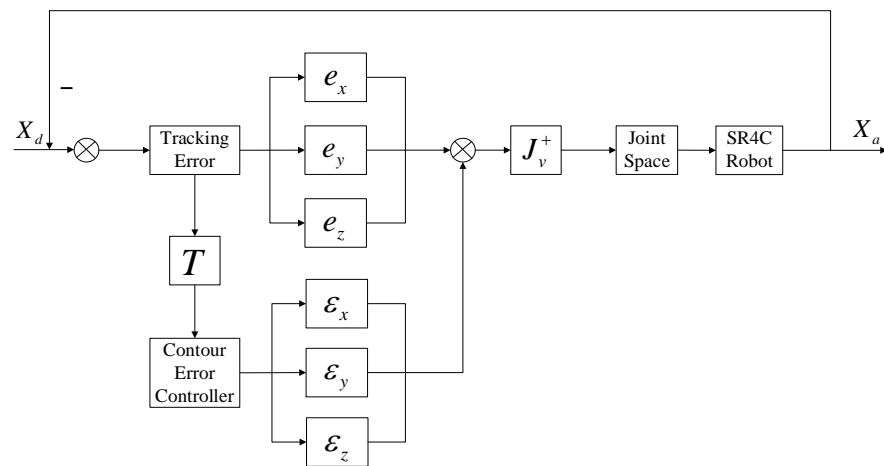 −
X_d
Tracking
Error
e_x
e_y
e_z
J_v^+
Joint
Space
SR4C
Robot
X_a
T
Contour
Error
Controller
ε_x
ε_y
ε_z